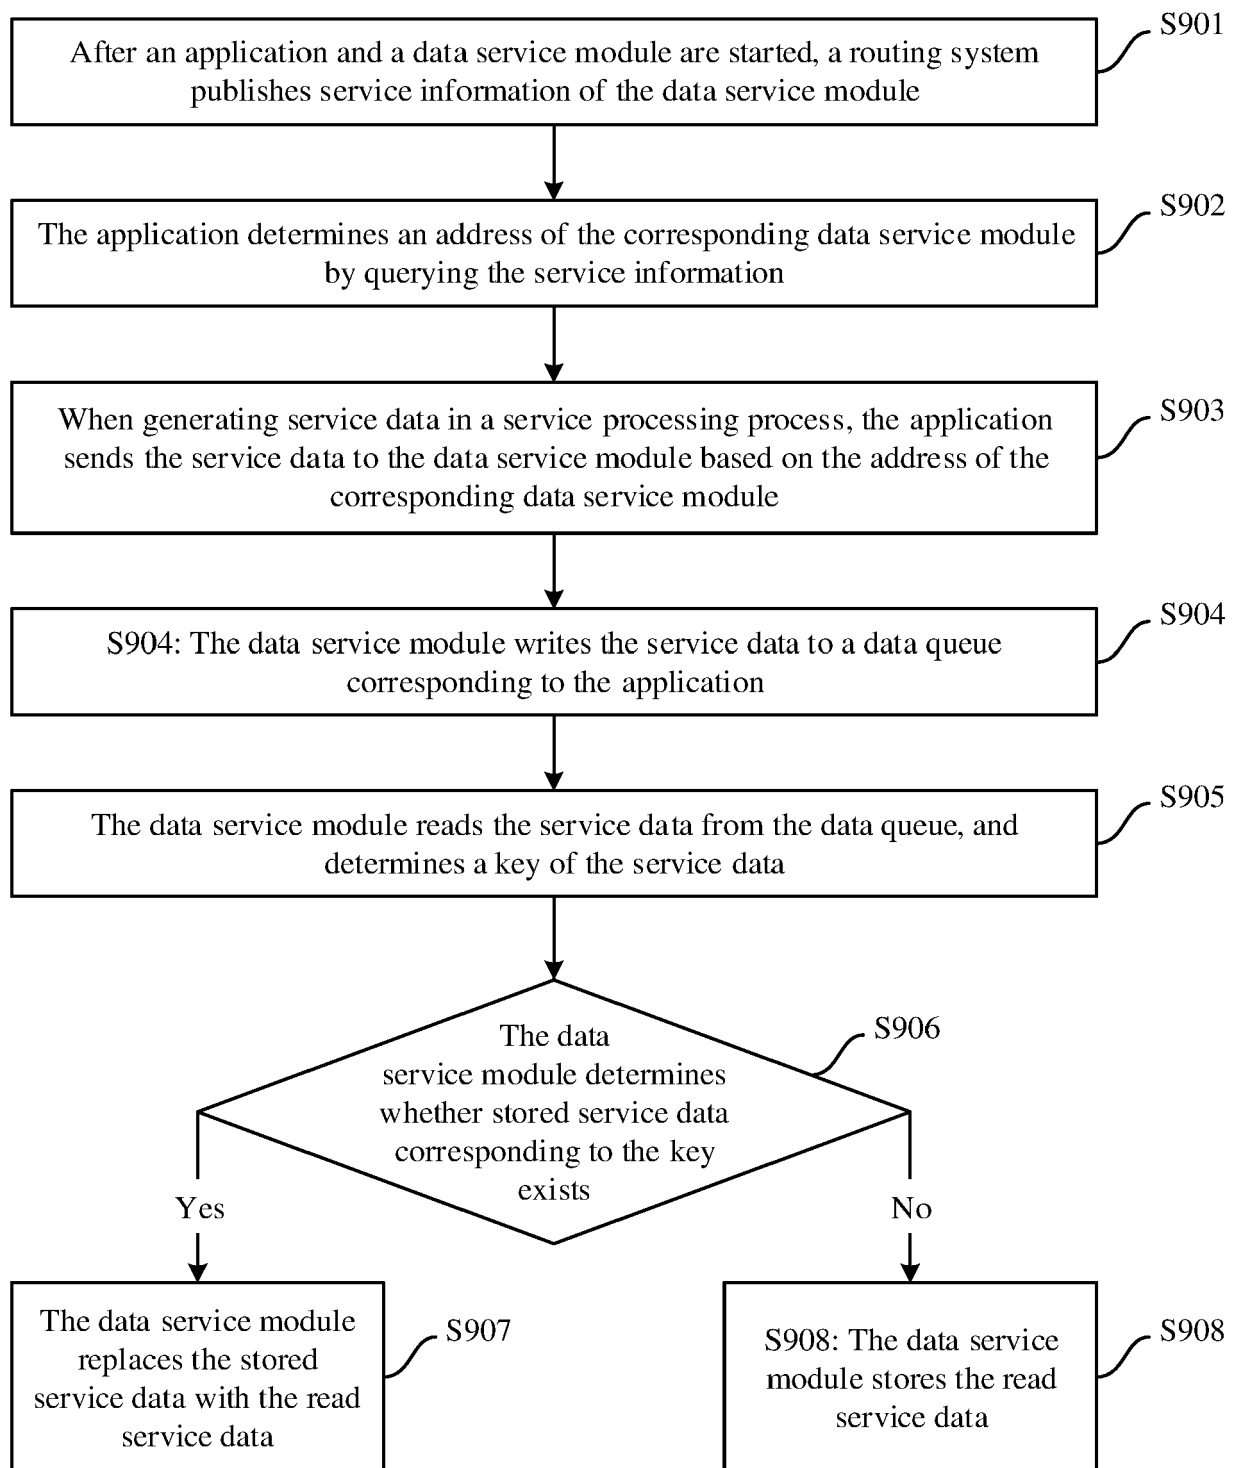 After an application and a data service module are started, a routing system
publishes service information of the data service module
S901
The application determines an address of the corresponding data service module
by querying the service information
S902
When generating service data in a service processing process, the application
sends the service data to the data service module based on the address of the
corresponding data service module
S903
S904: The data service module writes the service data to a data queue
corresponding to the application
S904
The data service module reads the service data from the data queue, and
determines a key of the service data
S905
The data
service module determines
whether stored service data
corresponding to the key
exists
S906
Yes
No
The data service module
replaces the stored
service data with the read
service data
S907
S908: The data service
module stores the read
service data
S908